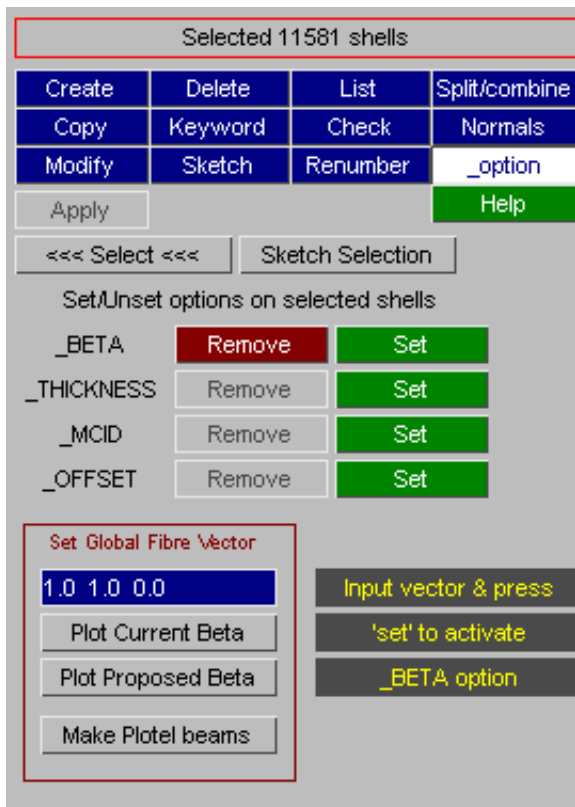 Selected 11581 shells
Create Delete List Split/combine
Copy Keyword Check Normals
Modify Sketch Renumber _option
Apply Help
<<< Select <<< Sketch Selection
Set/Unset options on selected shells
_BETA Remove Set
_THICKNESS Remove Set
_MCID Remove Set
_OFFSET Remove Set
Set Global Fibre Vector
1.0 1.0 0.0 Input vector & press
Plot Current Beta 'set' to activate
Plot Proposed Beta _BETA option
Make Plotel beams